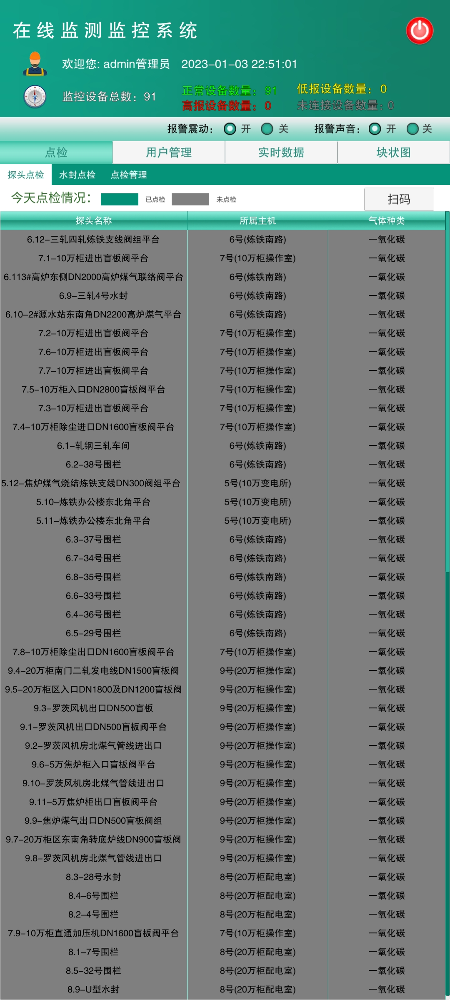 在线监测监控系统
欢迎您: admin管理员 2023-01-03 22:51:01
监控设备总数：91 正常设备数量：91 低报设备数量：0
高报设备数量：0 未连接设备数量：0
报警震动： 开 关 报警声音： 开 关
点检 用户管理 实时数据 块状图
探头点检 水封点检 点检管理
今天点检情况： 已点检 未点检 扫码
探头名称 所属主机 气体种类
6.12-三轧四轧炼铁支线阀组平台 6号(炼铁南路) 一氧化碳
7.1-10万柜进出盲板阀平台 7号(10万柜操作室) 一氧化碳
6.113#高炉东侧DN2000高炉煤气联络阀平台 6号(炼铁南路) 一氧化碳
6.9-三轧4号水封 6号(炼铁南路) 一氧化碳
6.10-2#源水站东南角DN2200高炉煤气平台 6号(炼铁南路) 一氧化碳
7.2-10万柜进出盲板阀平台 7号(10万柜操作室) 一氧化碳
7.6-10万柜进出盲板阀平台 7号(10万柜操作室) 一氧化碳
7.7-10万柜进出盲板阀平台 7号(10万柜操作室) 一氧化碳
7.5-10万柜入口DN2800盲板阀平台 7号(10万柜操作室) 一氧化碳
7.3-10万柜进出盲板阀平台 7号(10万柜操作室) 一氧化碳
7.4-10万柜除尘进口DN1600盲板阀平台 7号(10万柜操作室) 一氧化碳
6.1-轧钢三轧车间 6号(炼铁南路) 一氧化碳
6.2-38号围栏 6号(炼铁南路) 一氧化碳
5.12-焦炉煤气烧结炼铁支线DN300阀组平台 5号(10万变电所) 一氧化碳
5.10-炼铁办公楼东北角平台 5号(10万变电所) 一氧化碳
5.11-炼铁办公楼东北角平台 5号(10万变电所) 一氧化碳
6.3-37号围栏 6号(炼铁南路) 一氧化碳
6.7-34号围栏 6号(炼铁南路) 一氧化碳
6.8-35号围栏 6号(炼铁南路) 一氧化碳
6.6-33号围栏 6号(炼铁南路) 一氧化碳
6.4-36号围栏 6号(炼铁南路) 一氧化碳
6.5-29号围栏 6号(炼铁南路) 一氧化碳
7.8-10万柜除尘出口DN1600盲板阀平台 7号(10万柜操作室) 一氧化碳
9.4-20万柜南门二轧发电线DN1500盲板阀 9号(20万柜操作室) 一氧化碳
9.5-20万柜区入口DN1800及DN1200盲板阀 9号(20万柜操作室) 一氧化碳
9.3-罗茨风机出口DN500盲板 9号(20万柜操作室) 一氧化碳
9.1-罗茨风机出口DN500盲板阀平台 9号(20万柜操作室) 一氧化碳
9.2-罗茨风机房北煤气管线进出口 9号(20万柜操作室) 一氧化碳
9.6-5万焦炉柜入口盲板阀平台 9号(20万柜操作室) 一氧化碳
9.10-罗茨风机房北煤气管线进出口 9号(20万柜操作室) 一氧化碳
9.11-5万焦炉柜出口盲板阀平台 9号(20万柜操作室) 一氧化碳
9.9-焦炉煤气出口DN500盲板阀组 9号(20万柜操作室) 一氧化碳
9.7-20万柜区东南角转底炉线DN900盲板阀 9号(20万柜操作室) 一氧化碳
9.8-罗茨风机房北煤气管线进出口 9号(20万柜操作室) 一氧化碳
8.3-28号水封 8号(20万柜配电室) 一氧化碳
8.4-6号围栏 8号(20万柜配电室) 一氧化碳
8.2-4号围栏 8号(20万柜配电室) 一氧化碳
7.9-10万柜直通加压机DN1600盲板阀平台 7号(10万柜操作室) 一氧化碳
8.1-7号围栏 8号(20万柜配电室) 一氧化碳
8.5-32号围栏 8号(20万柜配电室) 一氧化碳
8.9-U型水封 8号(20万柜配电室) 一氧化碳